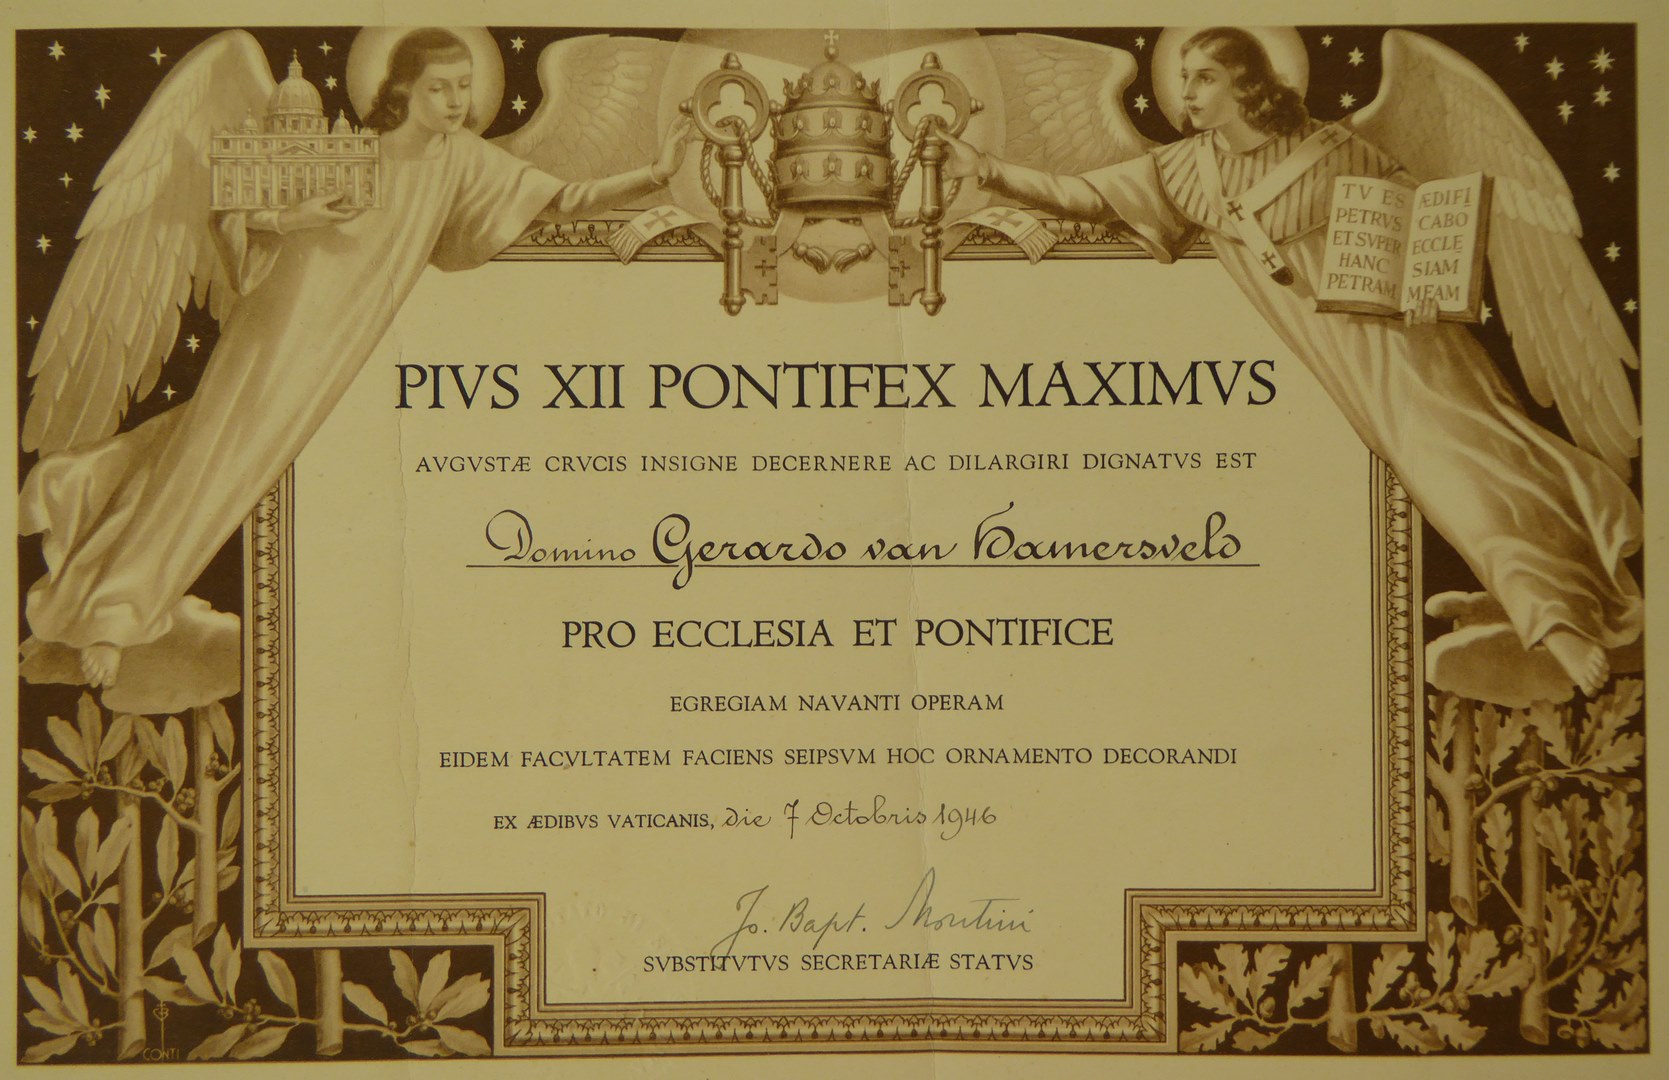 TV ES
PETRVS
ET SVPER
HANC
PETRAM
ÆDIFI
CABO
ECCLE
SIAM
MEAM
PIVS XII PONTIFEX MAXIMVS
AVGVSTÆ CRVCIS INSIGNE DECERNERE AC DILARGIRI DIGNATVS EST
Domino Gerardo van Hamersveld
PRO ECCLESIA ET PONTIFICE
EGREGIAM NAVANTI OPERAM
EIDEM FACVLTATEM FACIENS SEIPSVM HOC ORNAMENTO DECORANDI
EX ÆDIBVS VATICANIS, die 7 Octobris 1946
Jo. Bapt. Montini
SVBSTITVTVS SECRETARIÆ STATVS
CONTI